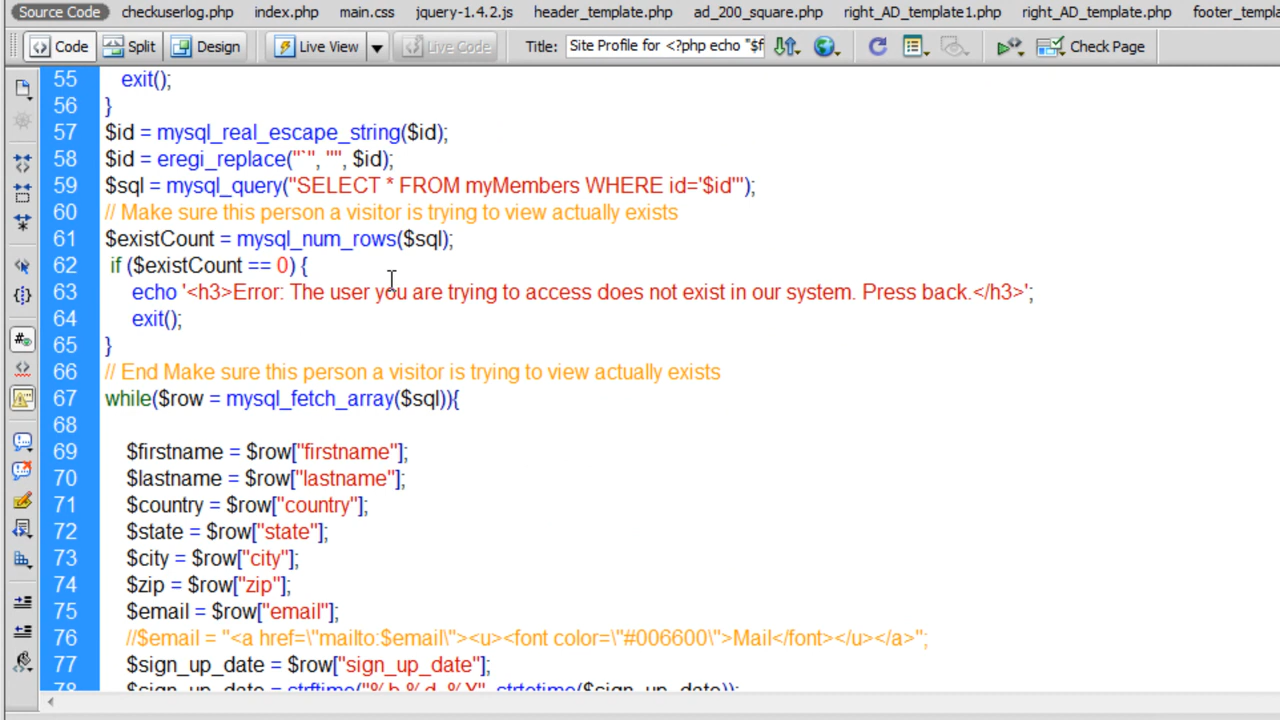 Source Code checkuserlog.php index.php main.css jquery-1.4.2.js header_template.php ad_200_square.php right_AD_template1.php right_AD_template.php footer_templa
Code Split Design Live View Live Code Title: Site Profile for <?php echo "$f Check Page
55 exit();
56 }
57 $id = mysql_real_escape_string($id);
58 $id = eregi_replace("`", "", $id);
59 $sql = mysql_query("SELECT * FROM myMembers WHERE id='$id'");
60 // Make sure this person a visitor is trying to view actually exists
61 $existCount = mysql_num_rows($sql);
62 if ($existCount == 0) {
63 echo '<h3>Error: The user you are trying to access does not exist in our system. Press back.</h3>';
64 exit();
65 }
66 // End Make sure this person a visitor is trying to view actually exists
67 while($row = mysql_fetch_array($sql)){
68
69 $firstname = $row["firstname"];
70 $lastname = $row["lastname"];
71 $country = $row["country"];
72 $state = $row["state"];
73 $city = $row["city"];
74 $zip = $row["zip"];
75 $email = $row["email"];
76 //$email = "<a href=\"mailto:$email\"><u><font color=\"#006600\">Mail</font></u></a>";
77 $sign_up_date = $row["sign_up_date"];
78 $sign_up_date = strftime("%b %d, %Y", strtotime($sign_up_date));